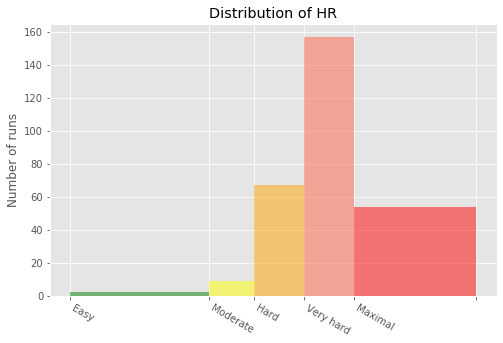 Distribution of HR
Number of runs
160
140
120
100
80
60
40
20
0
Easy
Moderate
Hard
Very hard
Maximal